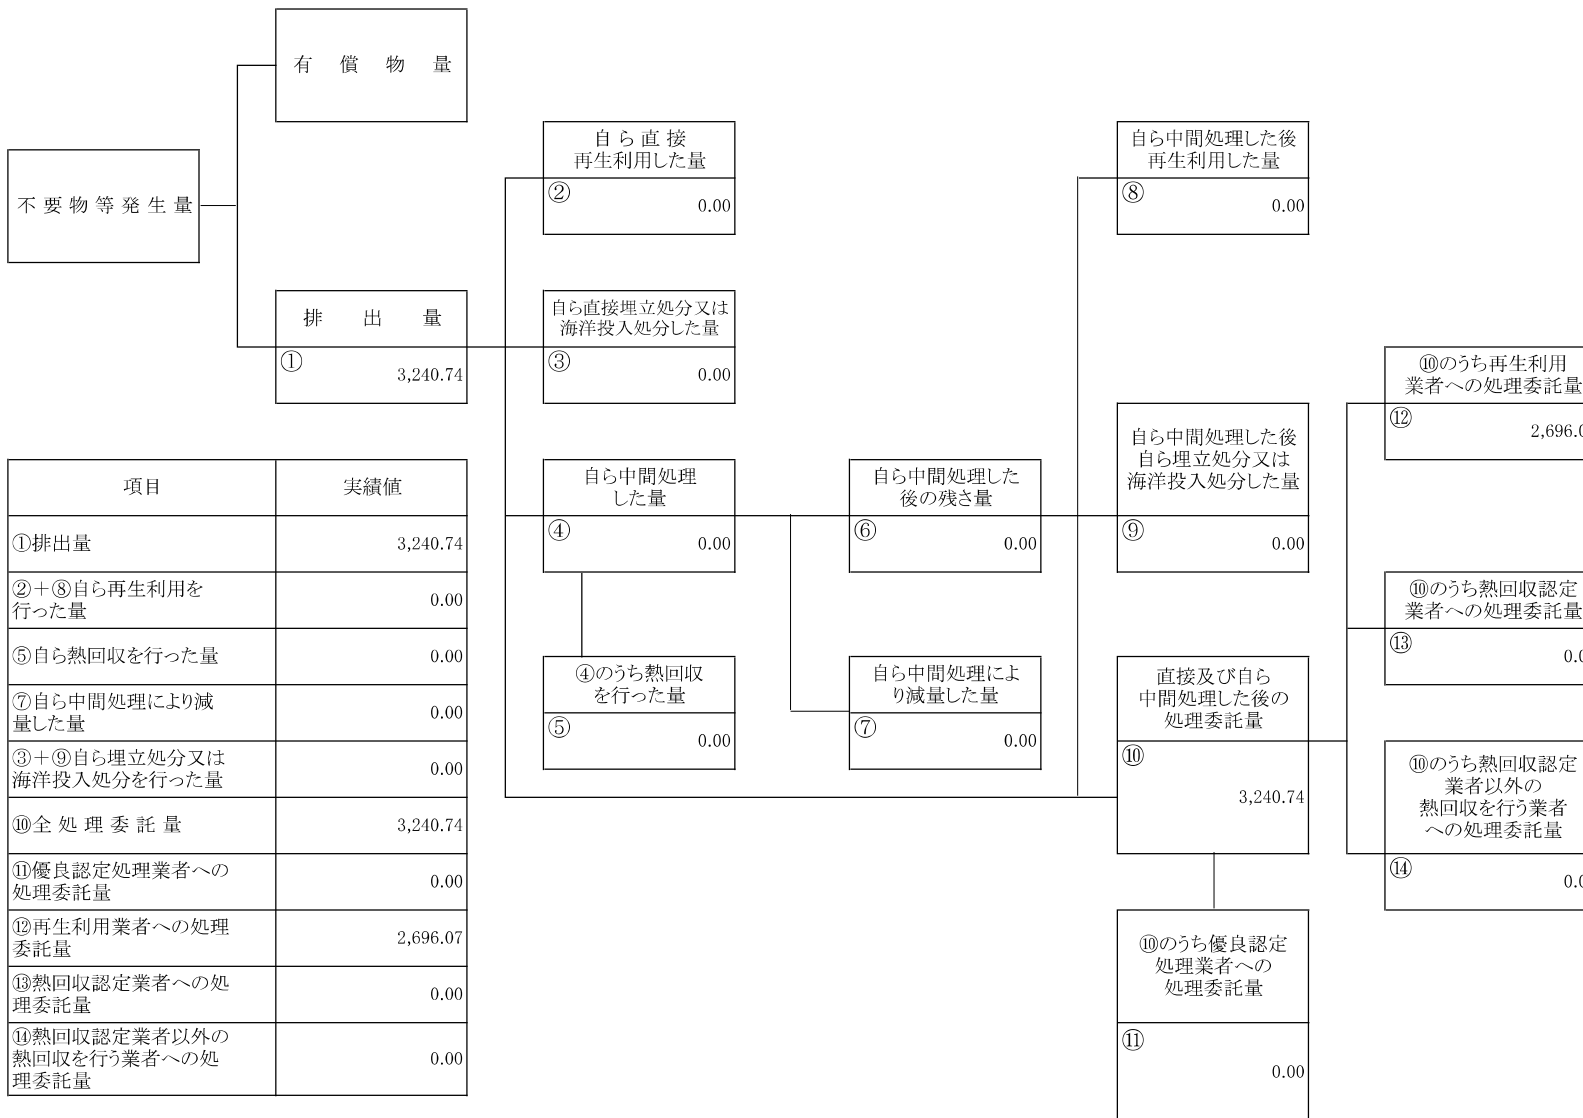 有償物量
不要物等発生量
排出量
①
3,240.74
自ら直接
再生利用した量
②
0.00
自ら直接埋立処分又は
海洋投入処分した量
③
0.00
自ら中間処理
した量
④
0.00
④のうち熱回収
を行った量
⑤
0.00
自ら中間処理した
後の残さ量
⑥
0.00
自ら中間処理によ
り減量した量
⑦
0.00
自ら中間処理した後
再生利用した量
⑧
0.00
自ら中間処理した後
自ら埋立処分又は
海洋投入処分した量
⑨
0.00
直接及び自ら
中間処理した後の
処理委託量
⑩
3,240.74
⑩のうち優良認定
処理業者への
処理委託量
⑪
0.00
⑩のうち再生利用
業者への処理委託量
⑫
2,696.0
⑩のうち熱回収認定
業者への処理委託量
⑬
0.0
⑩のうち熱回収認定
業者以外の
熱回収を行う業者
への処理委託量
⑭
0.0
項目 実績値
①排出量 3,240.74
②＋⑧自ら再生利用を
行った量 0.00
⑤自ら熱回収を行った量 0.00
⑦自ら中間処理により減
量した量 0.00
③＋⑨自ら埋立処分又は
海洋投入処分を行った量 0.00
⑩全処理委託量 3,240.74
⑪優良認定処理業者への
処理委託量 0.00
⑫再生利用業者への処理
委託量 2,696.07
⑬熱回収認定業者への処
理委託量 0.00
⑭熱回収認定業者以外の
熱回収を行う業者への処
理委託量 0.00